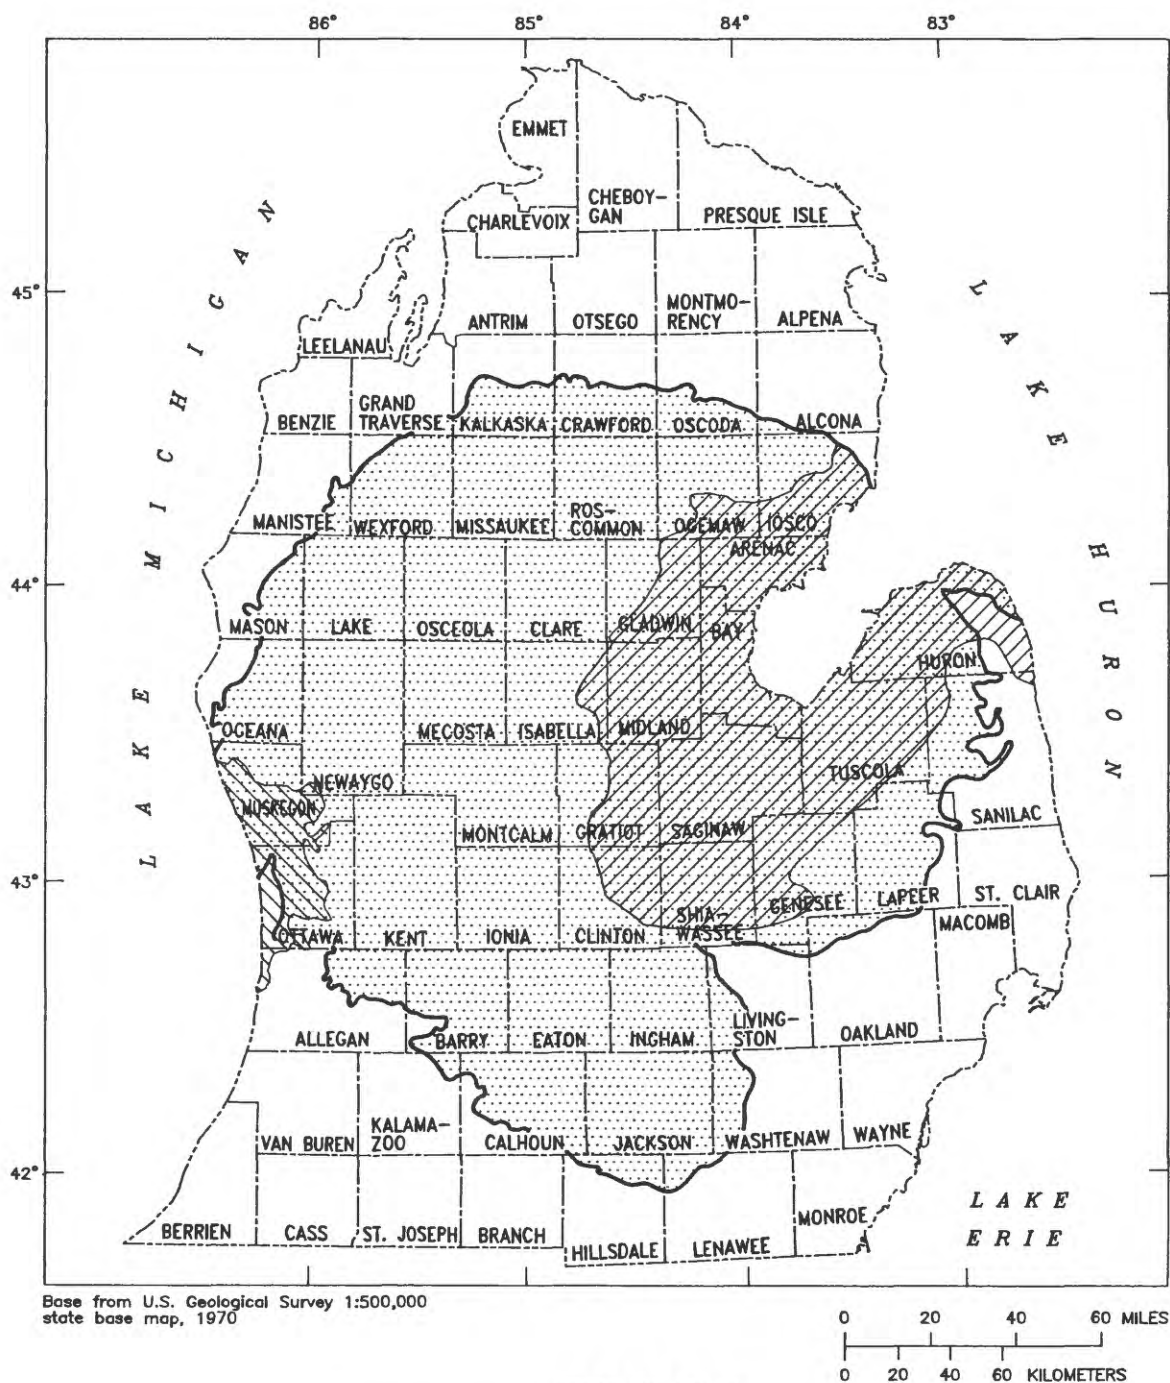 86° 85° 84° 83°
EMMET
CHEBOY-
GAN
CHARLEVOIX
PRESQUE ISLE
45°
ANTRIM
OTSEGO
MONTMO-
RENCY
ALPENA
LEELANAU
BENZIE
GRAND
TRAVERSE
KALKASKA
CRAWFORD
OSCODA
ALCONA
MANISTEE
WEXFORD
MISSAUKEE
ROS-
COMMON
OGEMAW
IOSCO
ARENAC
44°
MASON
LAKE
OSCEOLA
CLARE
GLADWIN
BAY
HURON
OCEANA
MECOSTA
ISABELLA
MIDLAND
NEWAYGO
TUSCOLA
MUSKEGON
MONTCALM
GRATIOT
SAGINAW
SANILAC
43°
OTTAWA
KENT
IONIA
CLINTON
SHIA-
WASSEE
GENESEE
LAPEER
ST. CLAIR
MACOMB
ALLEGAN
BARRY
EATON
INGHAM
LIVING-
STON
OAKLAND
VAN BUREN
KALAMA-
ZOO
CALHOUN
JACKSON
WASHTENAW
WAYNE
42°
BERRIEN
CASS
ST. JOSEPH
BRANCH
HILLSDALE
LENAWEE
MONROE
LAKE MICHIGAN
LAKE HURON
LAKE
ERIE
Base from U.S. Geological Survey 1:500,000
state base map, 1970
0 20 40 60 MILES
0 20 40 60 KILOMETERS